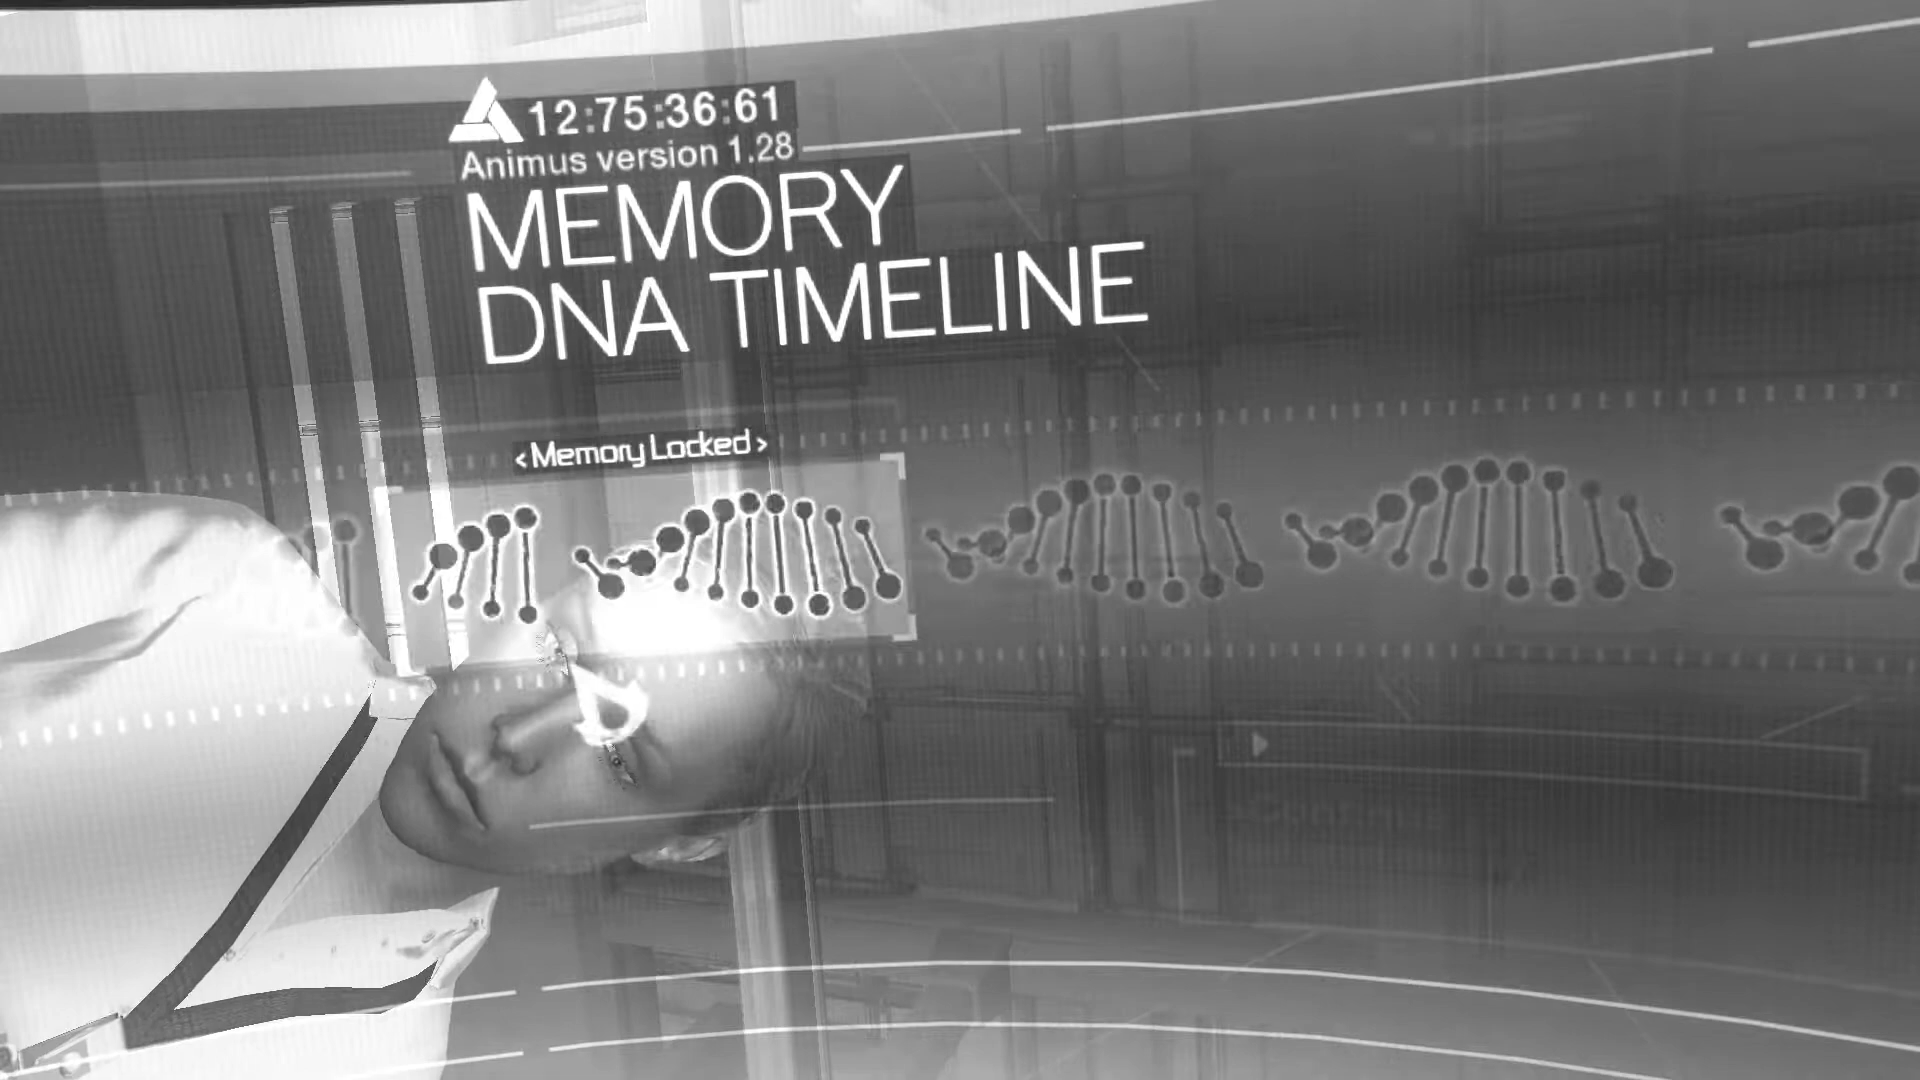 12:75:36:61
Animus version 1.28
MEMORY
DNA TIMELINE
<Memory Locked>